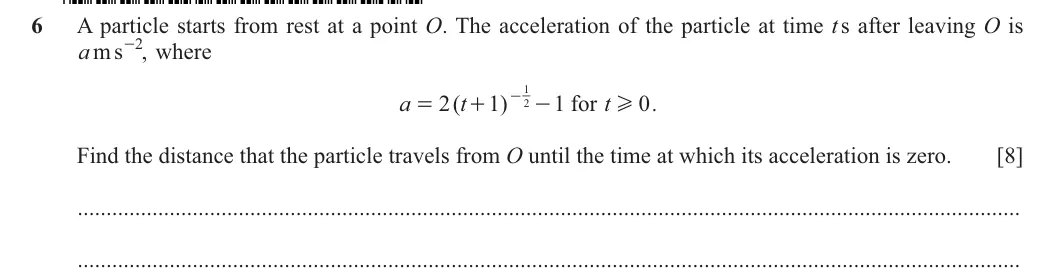 6 A particle starts from rest at a point O. The acceleration of the particle at time t s after leaving O is
a m s⁻², where
a = 2(t+1)^{-1/2} − 1 for t ⩾ 0.
Find the distance that the particle travels from O until the time at which its acceleration is zero. [8]